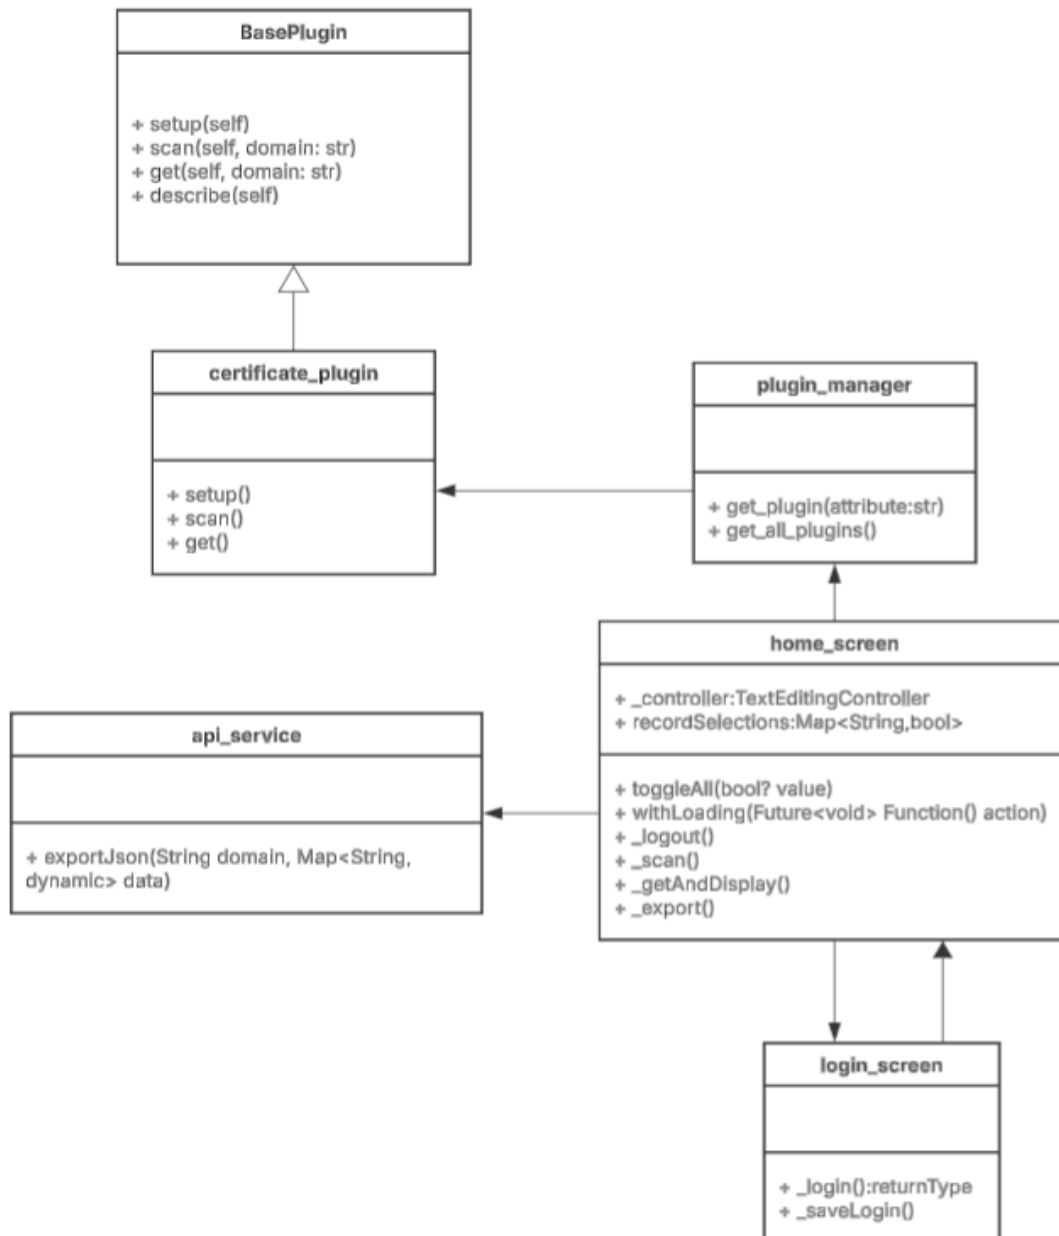 BasePlugin
+ setup(self)
+ scan(self, domain: str)
+ get(self, domain: str)
+ describe(self)
certificate_plugin
+ setup()
+ scan()
+ get()
plugin_manager
+ get_plugin(attribute:str)
+ get_all_plugins()
home_screen
+ _controller:TextEditingController
+ recordSelections:Map<String,bool>
+ toggleAll(bool? value)
+ withLoading(Future<void> Function() action)
+ _logout()
+ _scan()
+ _getAndDisplay()
+ _export()
api_service
+ exportJson(String domain, Map<String,
dynamic> data)
login_screen
+ _login():returnType
+ _saveLogin()